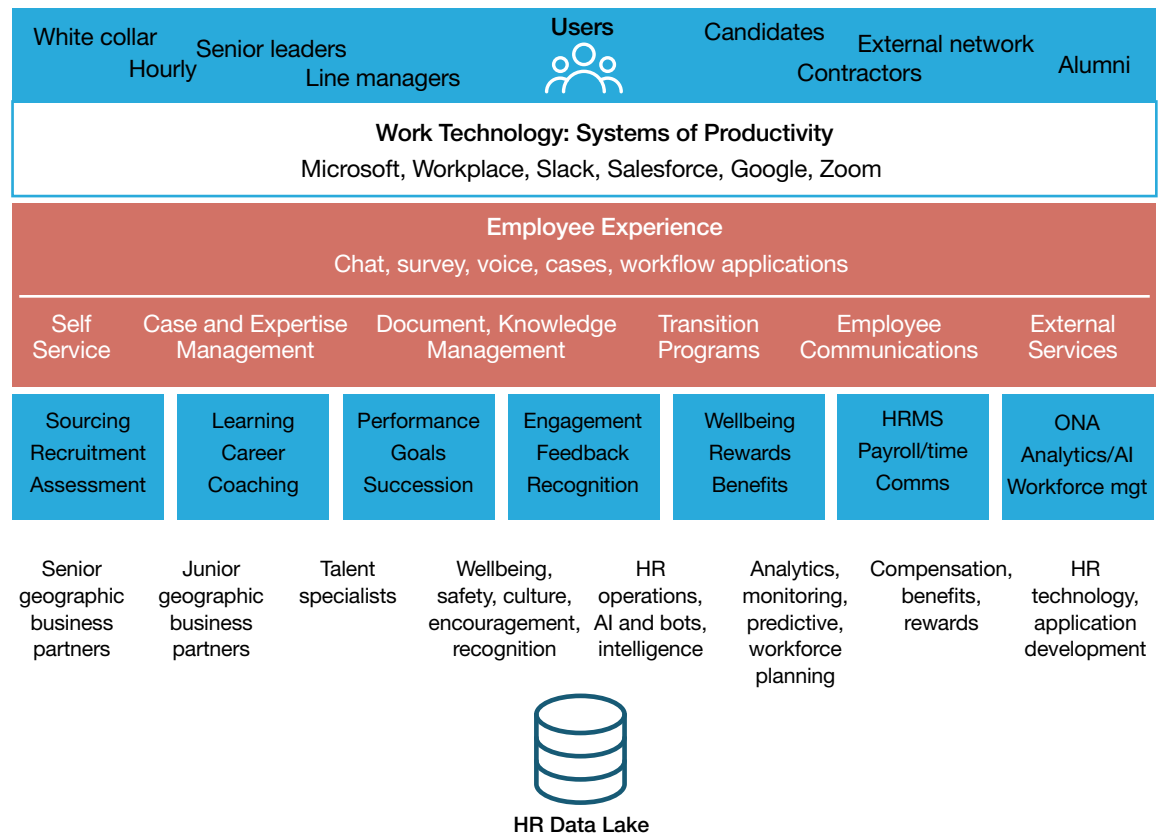 Users
White collar
Hourly
Senior leaders
Line managers
Candidates
Contractors
External network
Alumni
Work Technology: Systems of Productivity
Microsoft, Workplace, Slack, Salesforce, Google, Zoom
Employee Experience
Chat, survey, voice, cases, workflow applications
Self
Service
Case and Expertise
Management
Document, Knowledge
Management
Transition
Programs
Employee
Communications
External
Services
Sourcing
Recruitment
Assessment
Learning
Career
Coaching
Performance
Goals
Succession
Engagement
Feedback
Recognition
Wellbeing
Rewards
Benefits
HRMS
Payroll/time
Comms
ONA
Analytics/AI
Workforce mgt
Senior
geographic
business
partners
Junior
geographic
business
partners
Talent
specialists
Wellbeing,
safety, culture,
encouragement,
recognition
HR
operations,
AI and bots,
intelligence
Analytics,
monitoring,
predictive,
workforce
planning
Compensation,
benefits,
rewards
HR
technology,
application
development
HR Data Lake